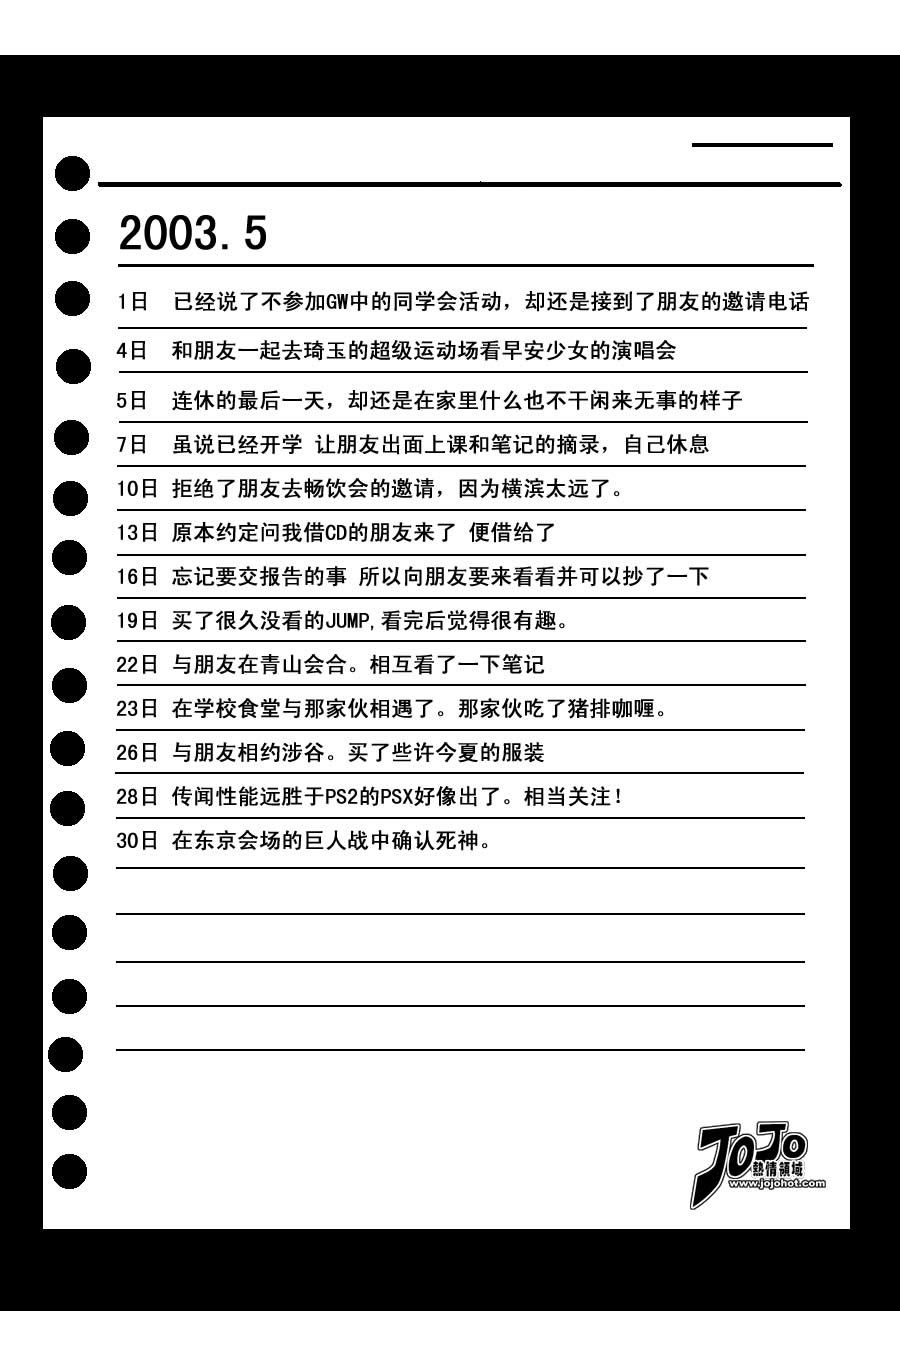 2003.5
1日 已经说了不参加GW中的同学会活动，却还是接到了朋友的邀请电话
4日 和朋友一起去琦玉的超级运动场看早安少女的演唱会
5日 连休的最后一天，却还是在家里什么也不干闲来无事的样子
7日 虽说已经开学 让朋友出面上课和笔记的摘录，自己休息
10日 拒绝了朋友去畅饮会的邀请，因为横滨太远了。
13日 原本约定问我借CD的朋友来了 便借给了
16日 忘记要交报告的事 所以向朋友要来看看并可以抄了一下
19日 买了很久没看的JUMP,看完后觉得很有趣。
22日 与朋友在青山会合。相互看了一下笔记
23日 在学校食堂与那家伙相遇了。那家伙吃了猪排咖喱。
26日 与朋友相约涉谷。买了些许今夏的服装
28日 传闻性能远胜于PS2的PSX好像出了。相当关注！
30日 在东京会场的巨人战中确认死神。
JOJO
熱情領域
www.jojohot.com